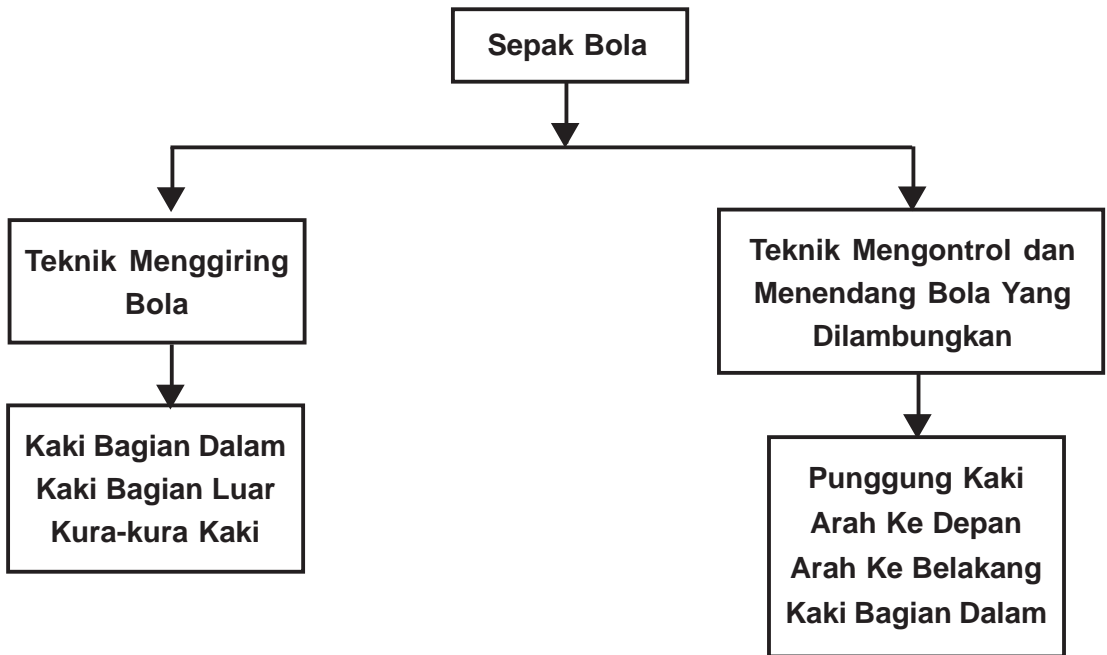 Sepak Bola
Teknik Menggiring
Bola
Teknik Mengontrol dan
Menendang Bola Yang
Dilambungkan
Kaki Bagian Dalam
Kaki Bagian Luar
Kura-kura Kaki
Punggung Kaki
Arah Ke Depan
Arah Ke Belakang
Kaki Bagian Dalam